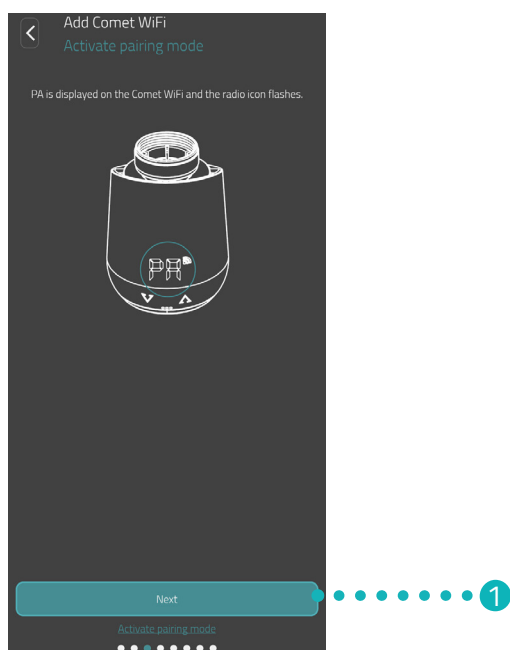 Add Comet WiFi
Activate pairing mode
PA is displayed on the Comet WiFi and the radio icon flashes.
PA
Next
1
Activate pairing mode